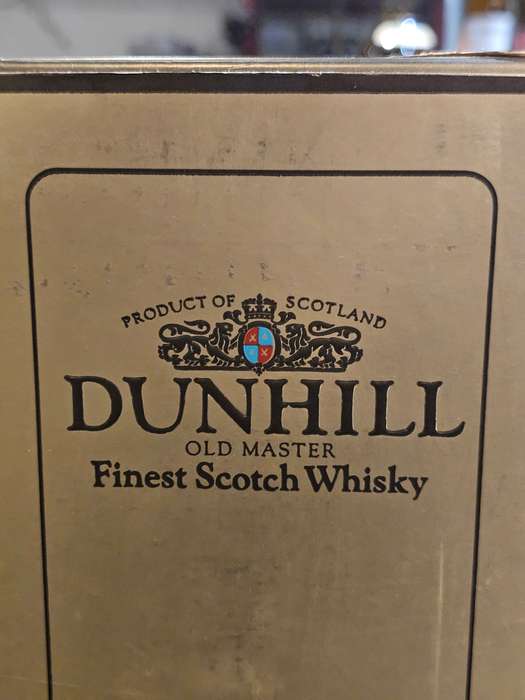 PRODUCT OF SCOTLAND
DUNHILL
OLD MASTER
Finest Scotch Whisky